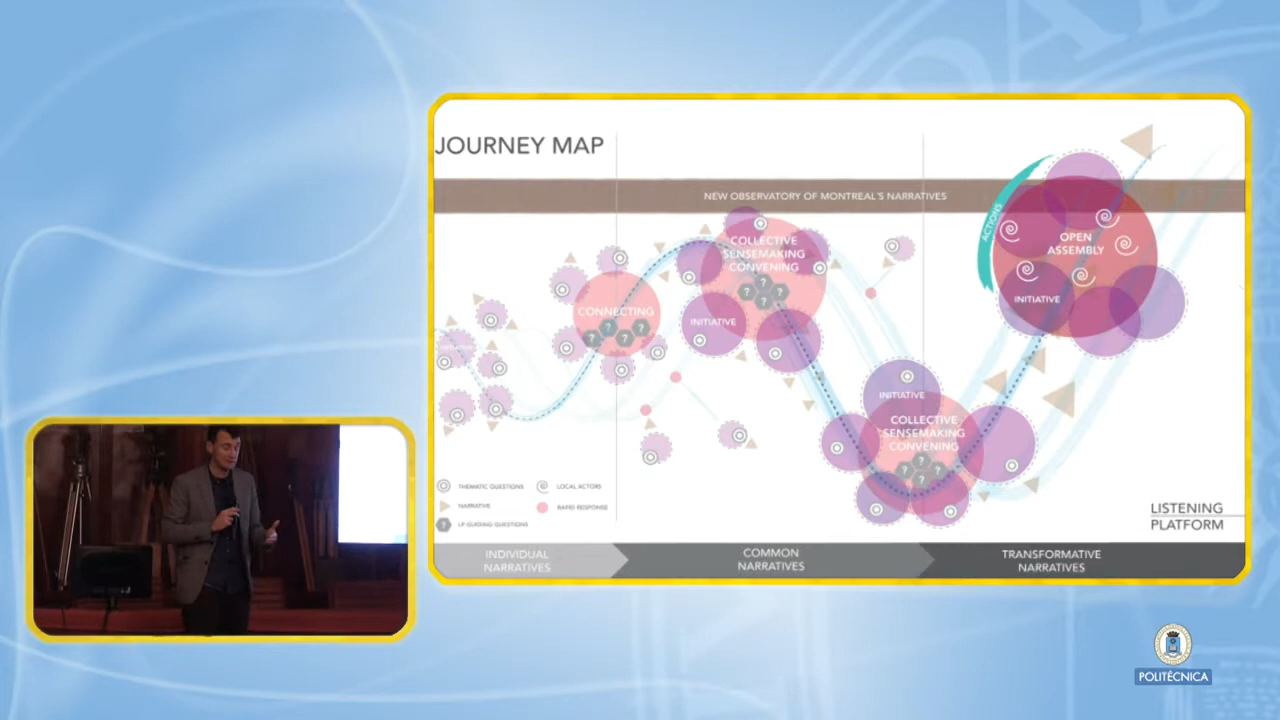 JOURNEY MAP
NEW OBSERVATORY OF MONTREAL'S NARRATIVES
ACTIONS
OPEN
ASSEMBLY
INITIATIVE
COLLECTIVE
SENSEMAKING
CONVENING
? ? ? ?
INITIATIVE
CONNECTING
? ? ? ?
INITIATIVE
COLLECTIVE
SENSEMAKING
CONVENING
? ? ? ?
THEMATIC QUESTIONS
LOCAL ACTORS
NARRATIVE
RAPID RESPONSE
? LP GUIDING QUESTIONS
LISTENING
PLATFORM
INDIVIDUAL
NARRATIVES
COMMON
NARRATIVES
TRANSFORMATIVE
NARRATIVES
POLITÉCNICA